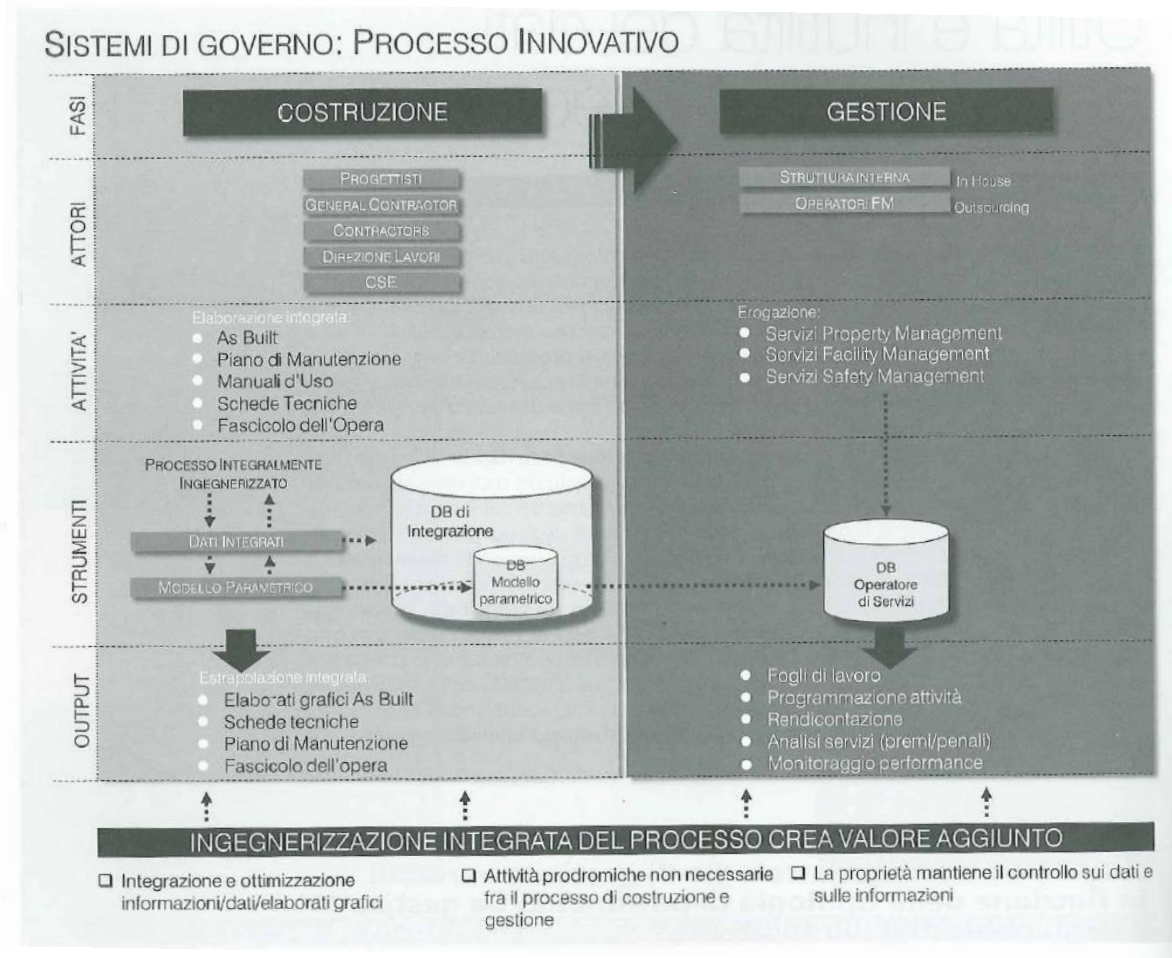 SISTEMI DI GOVERNO: PROCESSO INNOVATIVO
FASI
COSTRUZIONE
GESTIONE
ATTORI
PROGETTISTI
GENERAL CONTRACTOR
CONTRACTORS
DIREZIONE LAVORI
CSE
STRUTTURA INTERNA
In House
OPERATORI FM
Outsourcing
ATTIVITA'
Elaborazione integrata:
As Built
Piano di Manutenzione
Manuali d'Uso
Schede Tecniche
Fascicolo dell'Opera
Erogazione:
Servizi Property Management
Servizi Facility Management
Servizi Safety Management
STRUMENTI
PROCESSO INTEGRALMENTE
INGEGNERIZZATO
DATI INTEGRATI
MODELLO PARAMETRICO
DB di
Integrazione
DB
Modello
parametrico
DB
Operatore
di Servizi
OUTPUT
Estrapolazione integrata:
Elaborati grafici As Built
Schede tecniche
Piano di Manutenzione
Fascicolo dell'opera
Fogli di lavoro
Programmazione attività
Rendicontazione
Analisi servizi (premi/penali)
Monitoraggio performance
INGEGNERIZZAZIONE INTEGRATA DEL PROCESSO CREA VALORE AGGIUNTO
Integrazione e ottimizzazione
informazioni/dati/elaborati grafici
Attività prodromiche non necessarie
fra il processo di costruzione e
gestione
La proprietà mantiene il controllo sui dati e
sulle informazioni